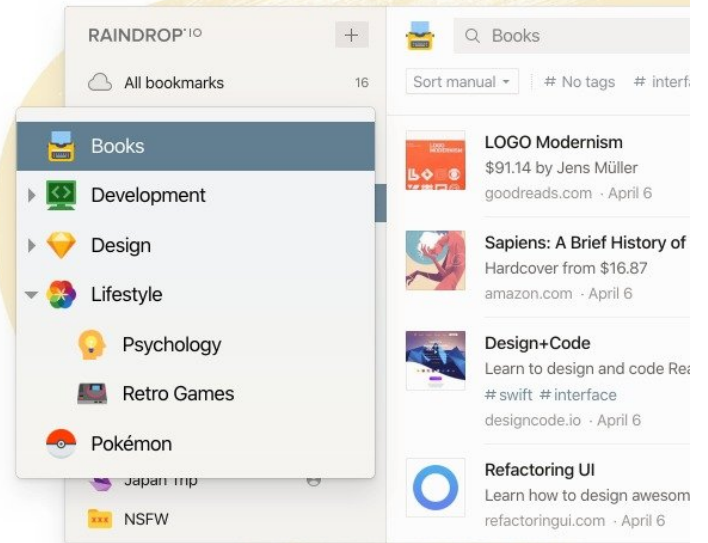 RAINDROP.IO
+
All bookmarks 16
Books
Development
Design
Lifestyle
Psychology
Retro Games
Pokémon
Japan Trip
NSFW
Books
Sort manual # No tags # interf
LOGO Modernism
$91.14 by Jens Müller
goodreads.com · April 6
Sapiens: A Brief History of
Hardcover from $16.87
amazon.com · April 6
Design+Code
Learn to design and code Rea
# swift # interface
designcode.io · April 6
Refactoring UI
Learn how to design awesom
refactoringui.com · April 6